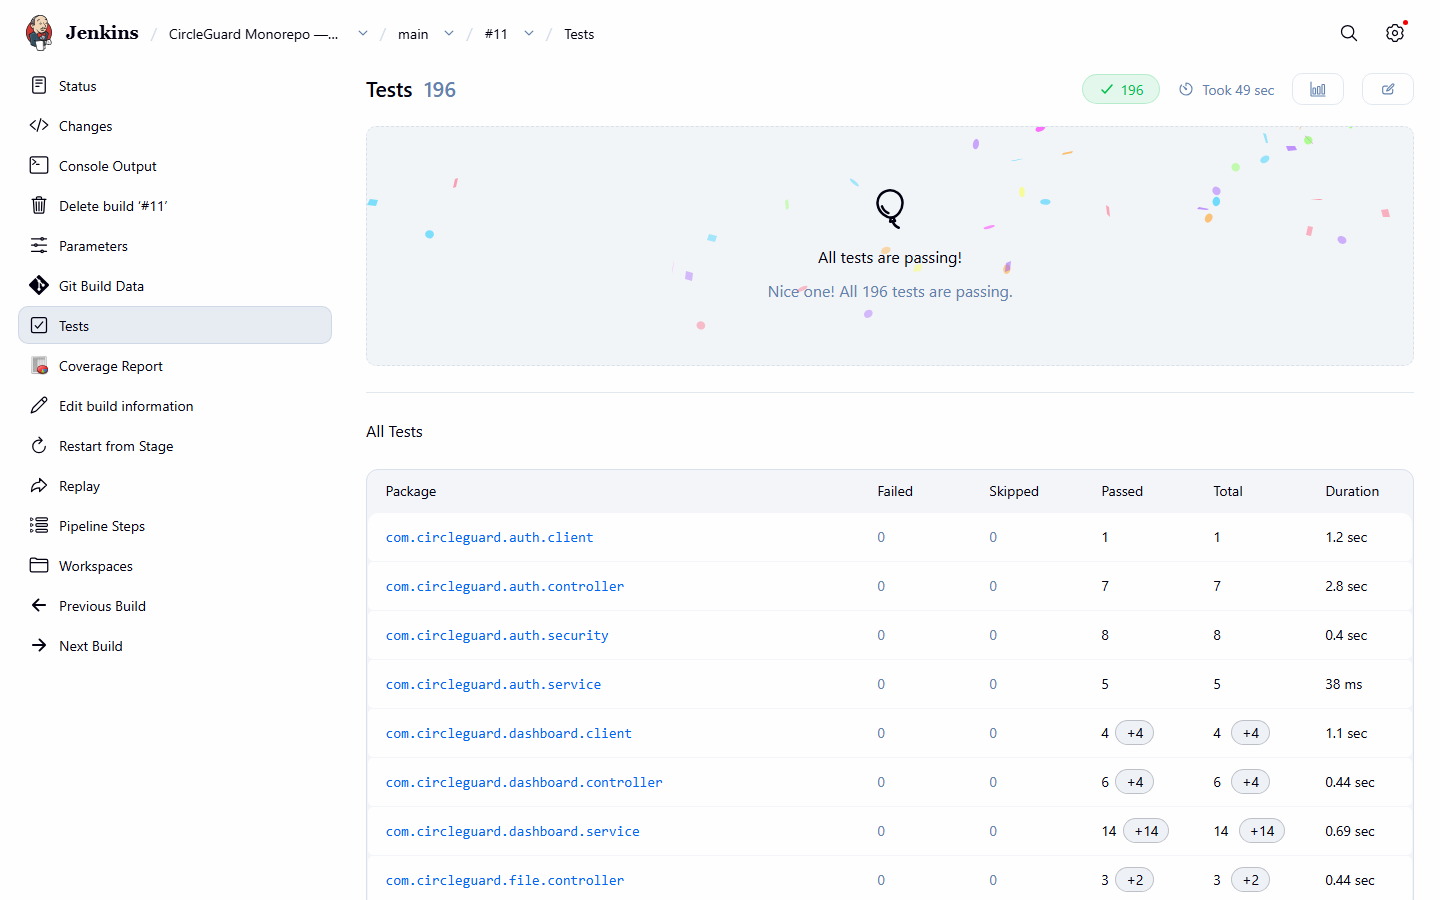 Jenkins / CircleGuard Monorepo —... / main / #11 / Tests
Status
Changes
Console Output
Delete build ‘#11’
Parameters
Git Build Data
Tests
Coverage Report
Edit build information
Restart from Stage
Replay
Pipeline Steps
Workspaces
Previous Build
Next Build
Tests 196
196
Took 49 sec
All tests are passing!
Nice one! All 196 tests are passing.
All Tests
Package Failed Skipped Passed Total Duration
com.circleguard.auth.client 0 0 1 1 1.2 sec
com.circleguard.auth.controller 0 0 7 7 2.8 sec
com.circleguard.auth.security 0 0 8 8 0.4 sec
com.circleguard.auth.service 0 0 5 5 38 ms
com.circleguard.dashboard.client 0 0 4 +4 4 +4 1.1 sec
com.circleguard.dashboard.controller 0 0 6 +4 6 +4 0.44 sec
com.circleguard.dashboard.service 0 0 14 +14 14 +14 0.69 sec
com.circleguard.file.controller 0 0 3 +2 3 +2 0.44 sec